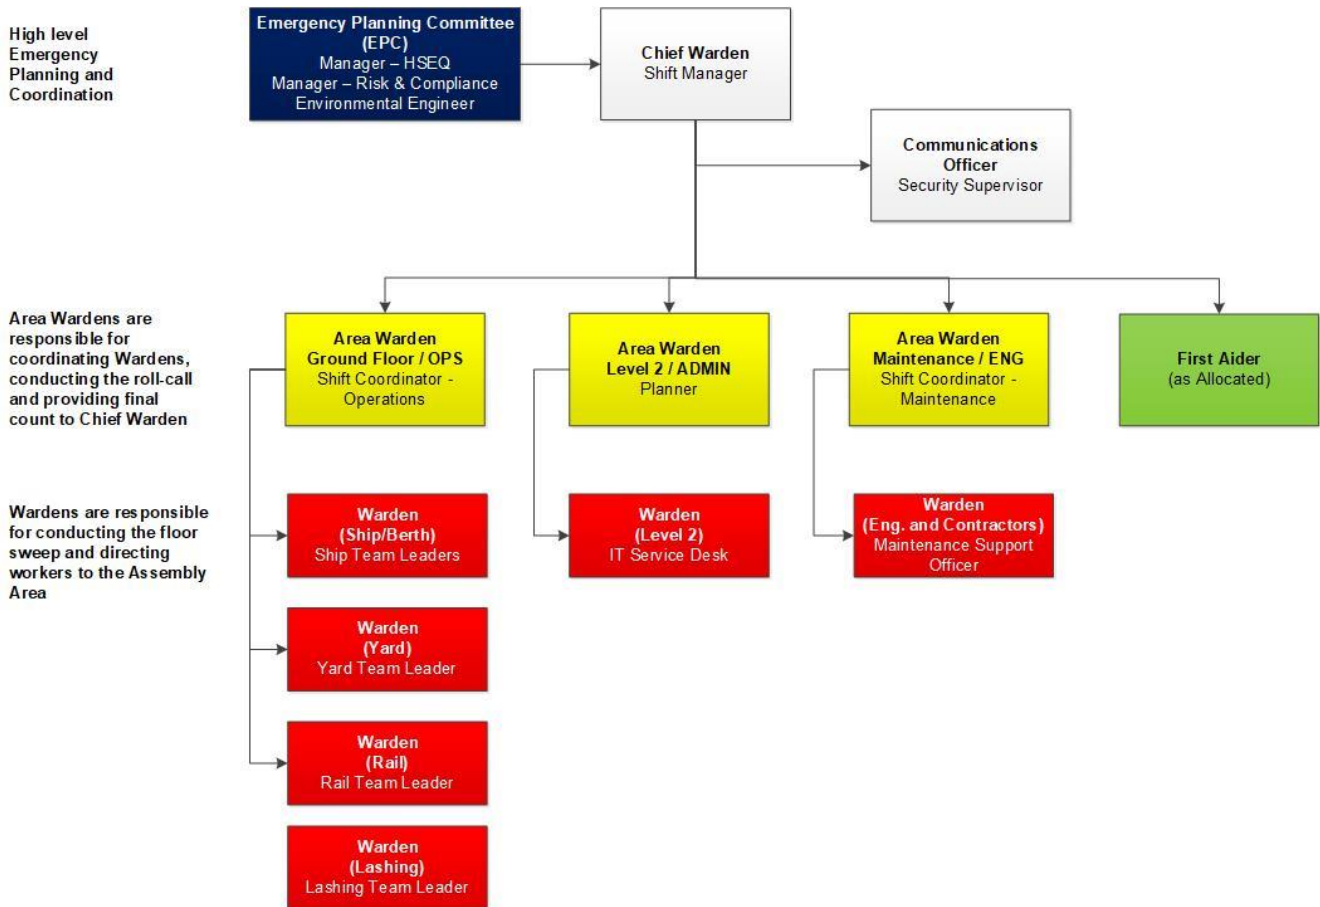 High level
Emergency
Planning and
Coordination
Emergency Planning Committee
(EPC)
Manager – HSEQ
Manager – Risk & Compliance
Environmental Engineer
Chief Warden
Shift Manager
Communications
Officer
Security Supervisor
Area Wardens are
responsible for
coordinating Wardens,
conducting the roll-call
and providing final
count to Chief Warden
Area Warden
Ground Floor / OPS
Shift Coordinator -
Operations
Area Warden
Level 2 / ADMIN
Planner
Area Warden
Maintenance / ENG
Shift Coordinator -
Maintenance
First Aider
(as Allocated)
Wardens are responsible
for conducting the floor
sweep and directing
workers to the Assembly
Area
Warden
(Ship/Berth)
Ship Team Leaders
Warden
(Level 2)
IT Service Desk
Warden
(Eng. and Contractors)
Maintenance Support
Officer
Warden
(Yard)
Yard Team Leader
Warden
(Rail)
Rail Team Leader
Warden
(Lashing)
Lashing Team Leader